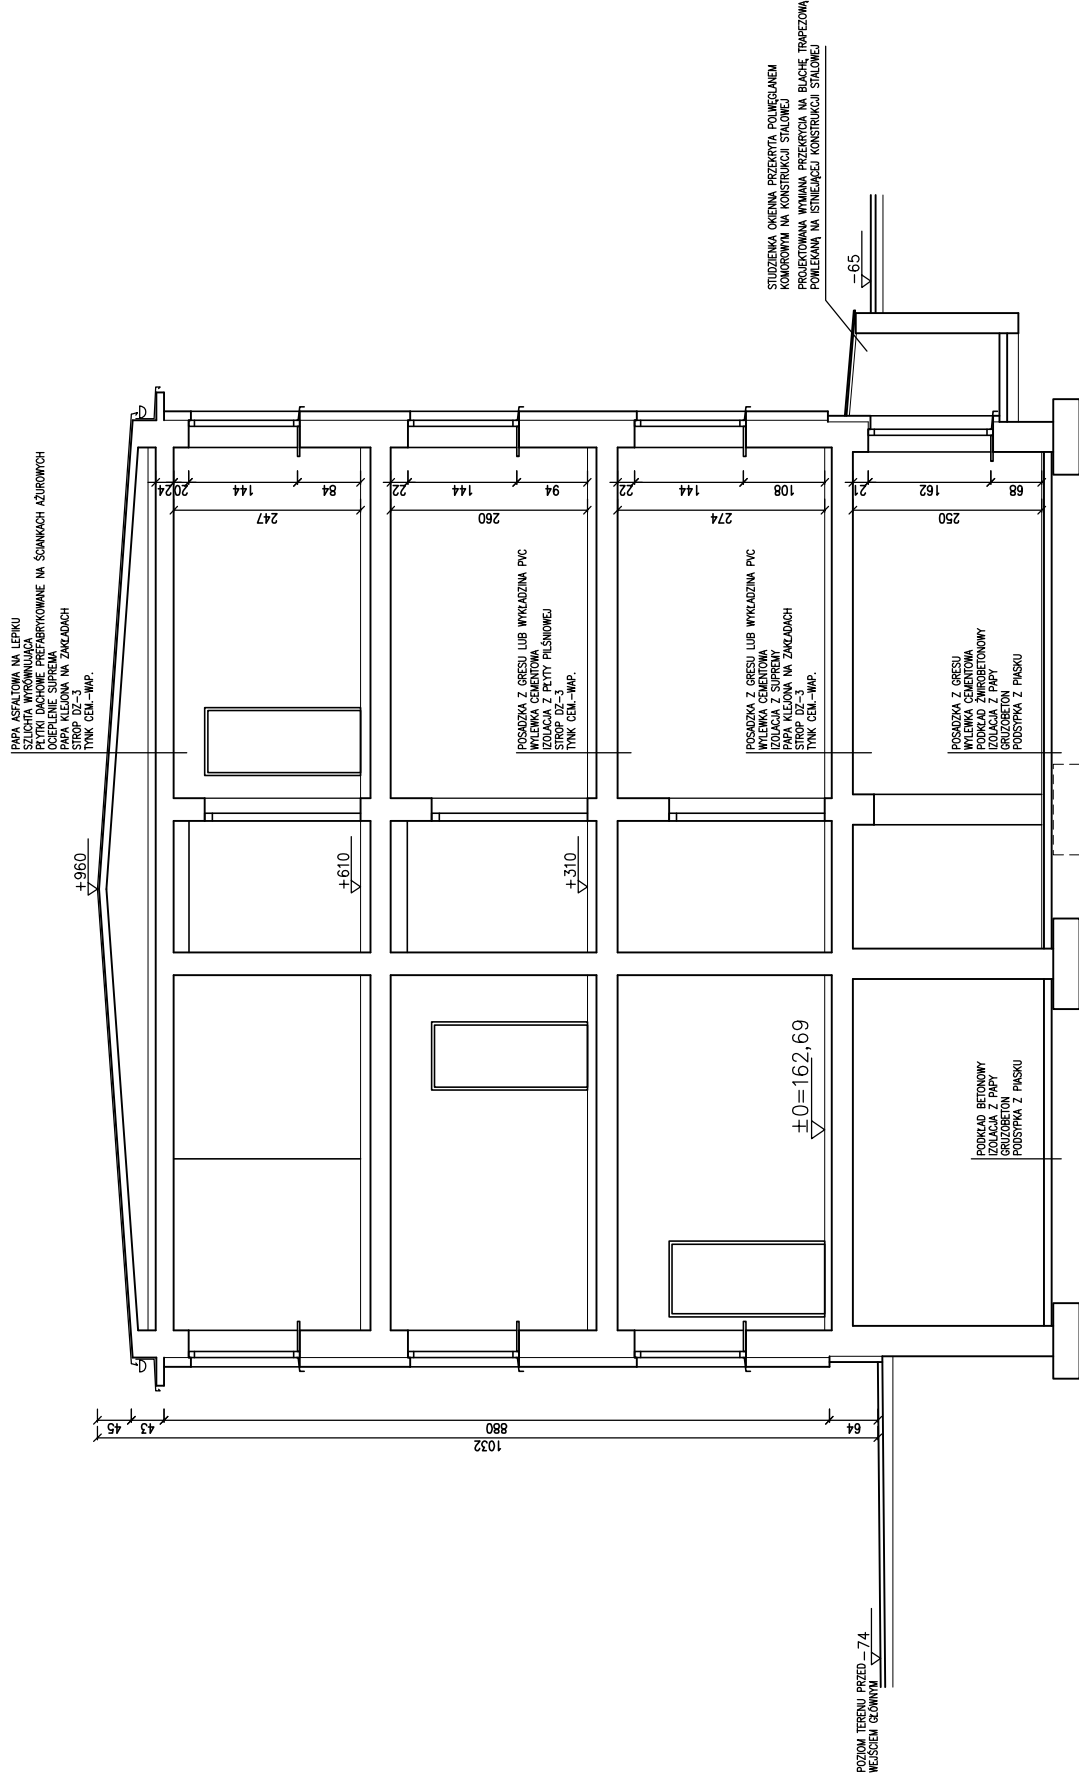 PAPA ASFALTOWA NA LEPIKU
SZLICHTA WYRÓWNUJĄCA
PŁYTKI DACHOWE PREFABRYKOWANE NA ŚCIANKACH AŻUROWYCH
OCIEPLENIE SUPREMA
PAPA KLEJONA NA ZAKŁADACH
STROP DZ-3
TYNK CEM.-WAP.
+960
+610
+310
±0=162,69
POSADZKA Z GRESU LUB WYKŁADZINA PVC
WYLEWKA CEMENTOWA
IZOLACJA Z PŁYTY PILŚNIOWEJ
STROP DZ-3
TYNK CEM.-WAP.
POSADZKA Z GRESU LUB WYKŁADZINA PVC
WYLEWKA CEMENTOWA
IZOLACJA Z SUPREMY
PAPA KLEJONA NA ZAKŁADACH
STROP DZ-3
TYNK CEM.-WAP.
POSADZKA Z GRESU
WYLEWKA CEMENTOWA
PODKŁAD ŻWIROBETONOWY
IZOLACJA Z PAPY
GRUZOBETON
PODSYPKA Z PIASKU
PODKŁAD BETONOWY
IZOLACJA Z PAPY
GRUZOBETON
PODSYPKA Z PIASKU
STUDZIENKA OKIENNA PRZEKRYTA POLIWĘGLANEM
KOMOROWYM NA KONSTRUKCJI STALOWEJ
PROJEKTOWANA WYMIANA PRZEKRYCIA NA BLACHĘ TRAPEZOWĄ
POWLEKANĄ NA ISTNIEJĄCEJ KONSTRUKCJI STALOWEJ
-65
POZIOM TERENU PRZED
WEJŚCIEM GŁÓWNYM
-74
45
43
880
64
1032
24
20
144
84
247
22
144
94
260
22
144
108
274
21
162
68
250